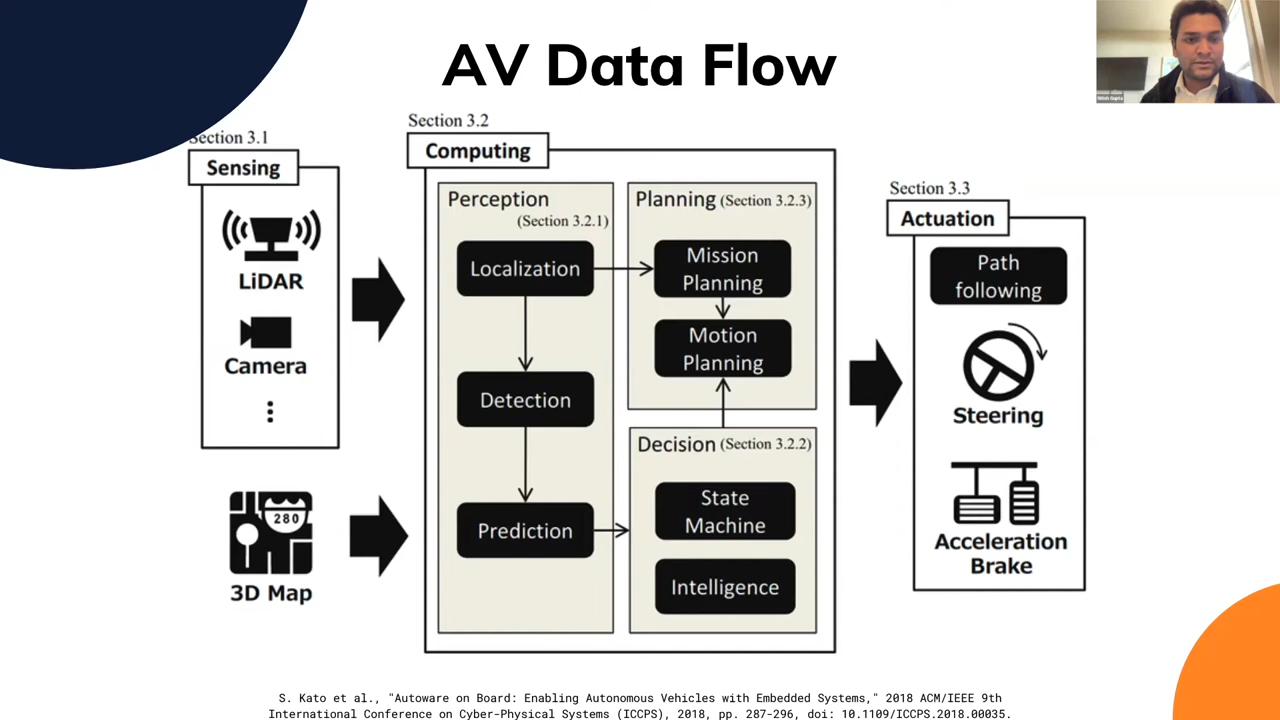 AV Data Flow
Section 3.1
Sensing
LiDAR
Camera
280
3D Map
Section 3.2
Computing
Perception
(Section 3.2.1)
Localization
Detection
Prediction
Planning (Section 3.2.3)
Mission
Planning
Motion
Planning
Decision (Section 3.2.2)
State
Machine
Intelligence
Section 3.3
Actuation
Path
following
Steering
Acceleration
Brake
S. Kato et al., "Autoware on Board: Enabling Autonomous Vehicles with Embedded Systems," 2018 ACM/IEEE 9th
International Conference on Cyber-Physical Systems (ICCPS), 2018, pp. 287-296, doi: 10.1109/ICCPS.2018.00035.
Nitish Gupta